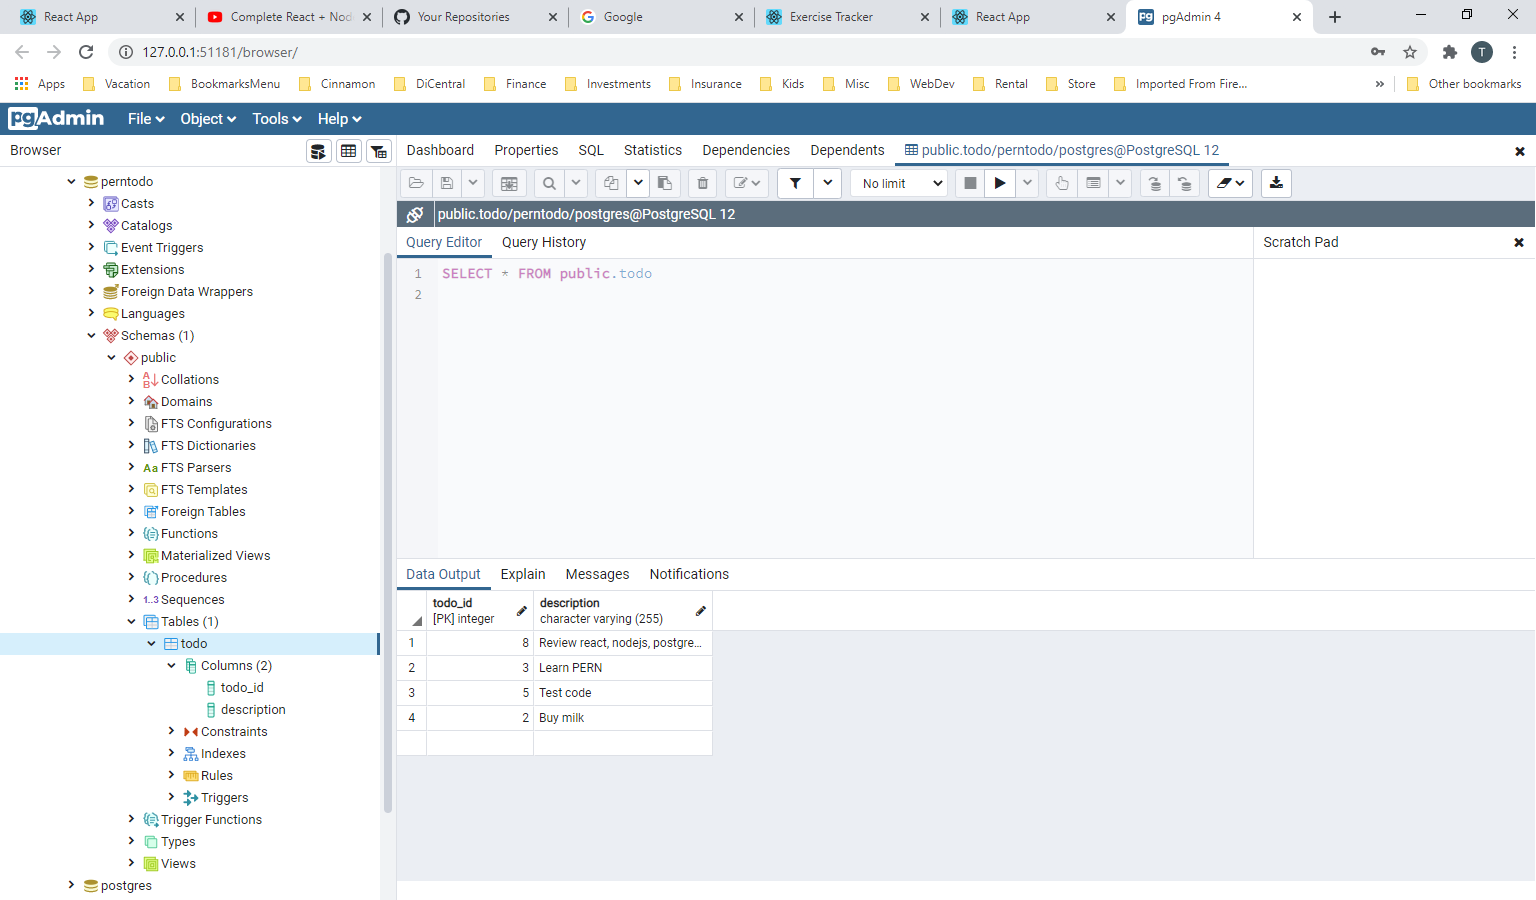 React App
Complete React + Nod
Your Repositories
Google
Exercise Tracker
React App
pgAdmin 4
127.0.0.1:51181/browser/
T
Apps
Vacation
BookmarksMenu
Cinnamon
DiCentral
Finance
Investments
Insurance
Kids
Misc
WebDev
Rental
Store
Imported From Fire...
»
Other bookmarks
pgAdmin
File
Object
Tools
Help
Browser
Dashboard
Properties
SQL
Statistics
Dependencies
Dependents
public.todo/perntodo/postgres@PostgreSQL 12
No limit
public.todo/perntodo/postgres@PostgreSQL 12
Query Editor
Query History
Scratch Pad
1 SELECT * FROM public.todo
2
perntodo
Casts
Catalogs
Event Triggers
Extensions
Foreign Data Wrappers
Languages
Schemas (1)
public
Collations
Domains
FTS Configurations
FTS Dictionaries
Aa FTS Parsers
FTS Templates
Foreign Tables
Functions
Materialized Views
Procedures
1..3 Sequences
Tables (1)
todo
Columns (2)
todo_id
description
Constraints
Indexes
Rules
Triggers
Trigger Functions
Types
Views
postgres
Data Output
Explain
Messages
Notifications
todo_id
[PK] integer
description
character varying (255)
1 8 Review react, nodejs, postgre...
2 3 Learn PERN
3 5 Test code
4 2 Buy milk